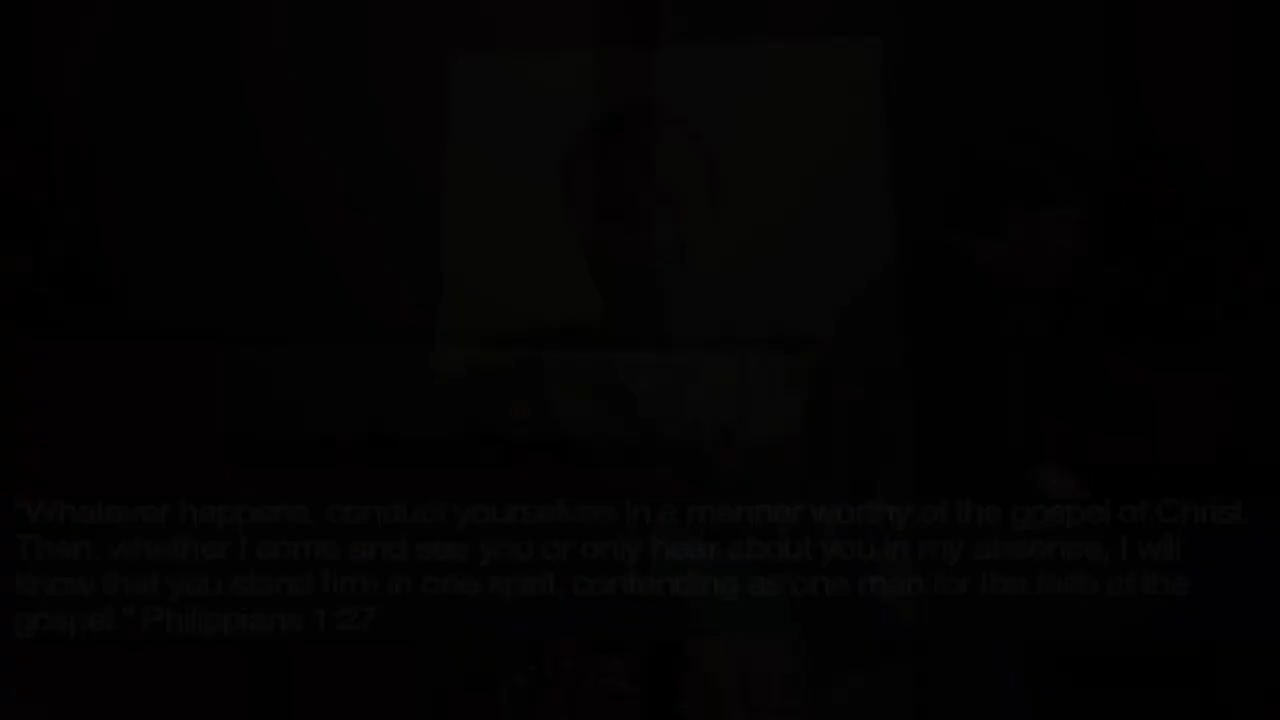 "Whatever happens, conduct yourselves in a manner worthy of the gospel of Christ.
Then, whether I come and see you or only hear about you in my absence, I will
know that you stand firm in one spirit, contending as one man for the faith of the
gospel." Philippians 1:27